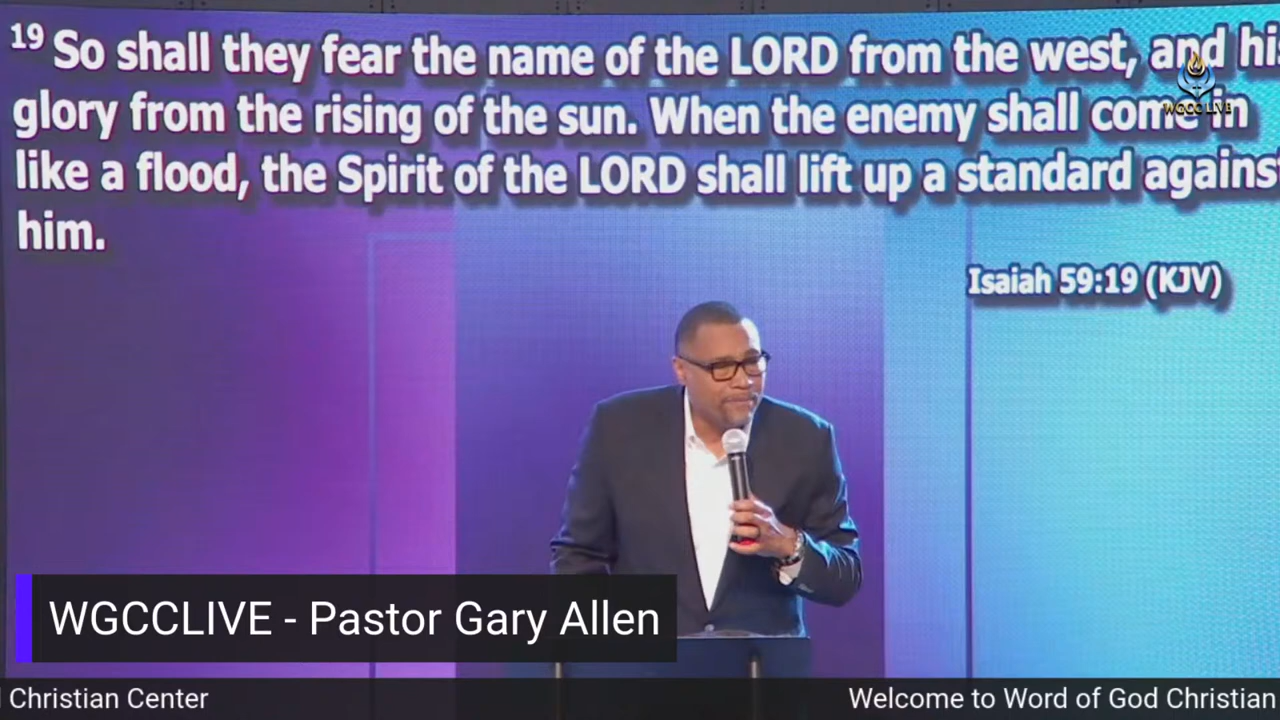 19 So shall they fear the name of the LORD from the west, and his
glory from the rising of the sun. When the enemy shall come in
like a flood, the Spirit of the LORD shall lift up a standard against
him.
Isaiah 59:19 (KJV)
WGCC LIVE
WGCCLIVE - Pastor Gary Allen
Christian Center
Welcome to Word of God Christian